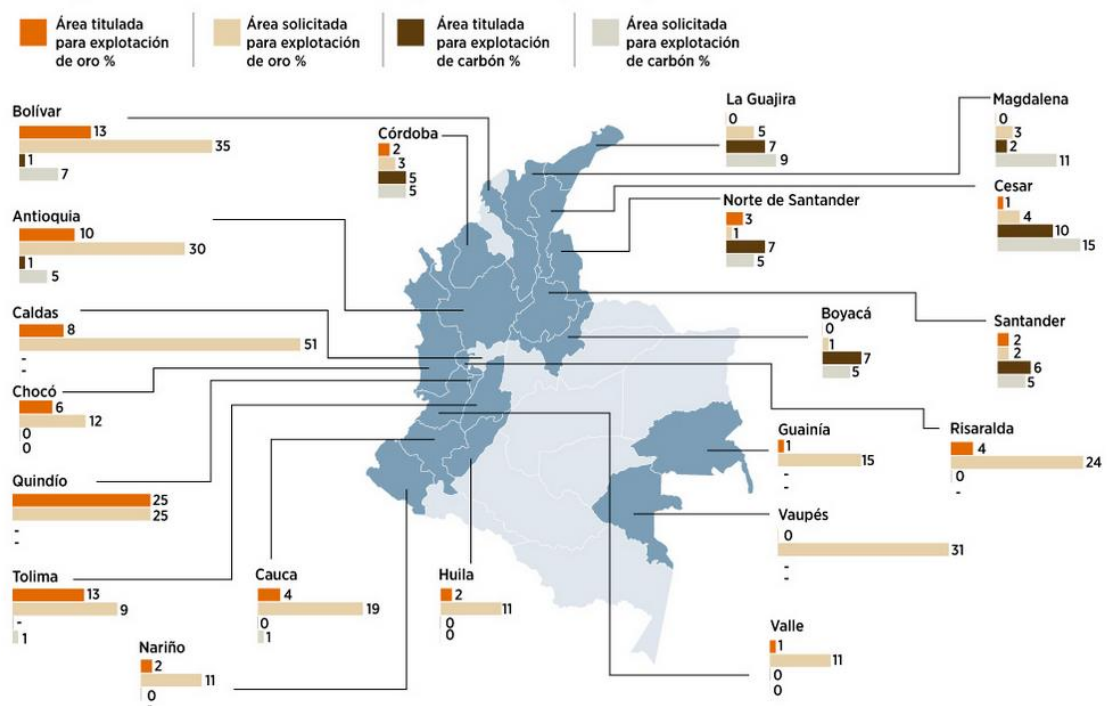 Área titulada
para explotación
de oro %
Área solicitada
para explotación
de oro %
Área titulada
para explotación
de carbón %
Área solicitada
para explotación
de carbón %
Bolívar
13
35
1
7
Córdoba
2
3
5
5
La Guajira
0
5
7
9
Magdalena
0
3
2
11
Antioquia
10
30
1
5
Norte de Santander
3
1
7
5
Cesar
1
4
10
15
Caldas
8
51
-
-
Boyacá
0
1
7
5
Santander
2
2
6
5
Chocó
6
12
0
0
Guainía
1
15
-
-
Risaralda
4
24
0
-
Quindío
25
25
-
-
Vaupés
0
31
-
-
Tolima
13
9
-
1
Cauca
4
19
0
1
Huila
2
11
0
0
Valle
1
11
0
0
Nariño
2
11
0
-